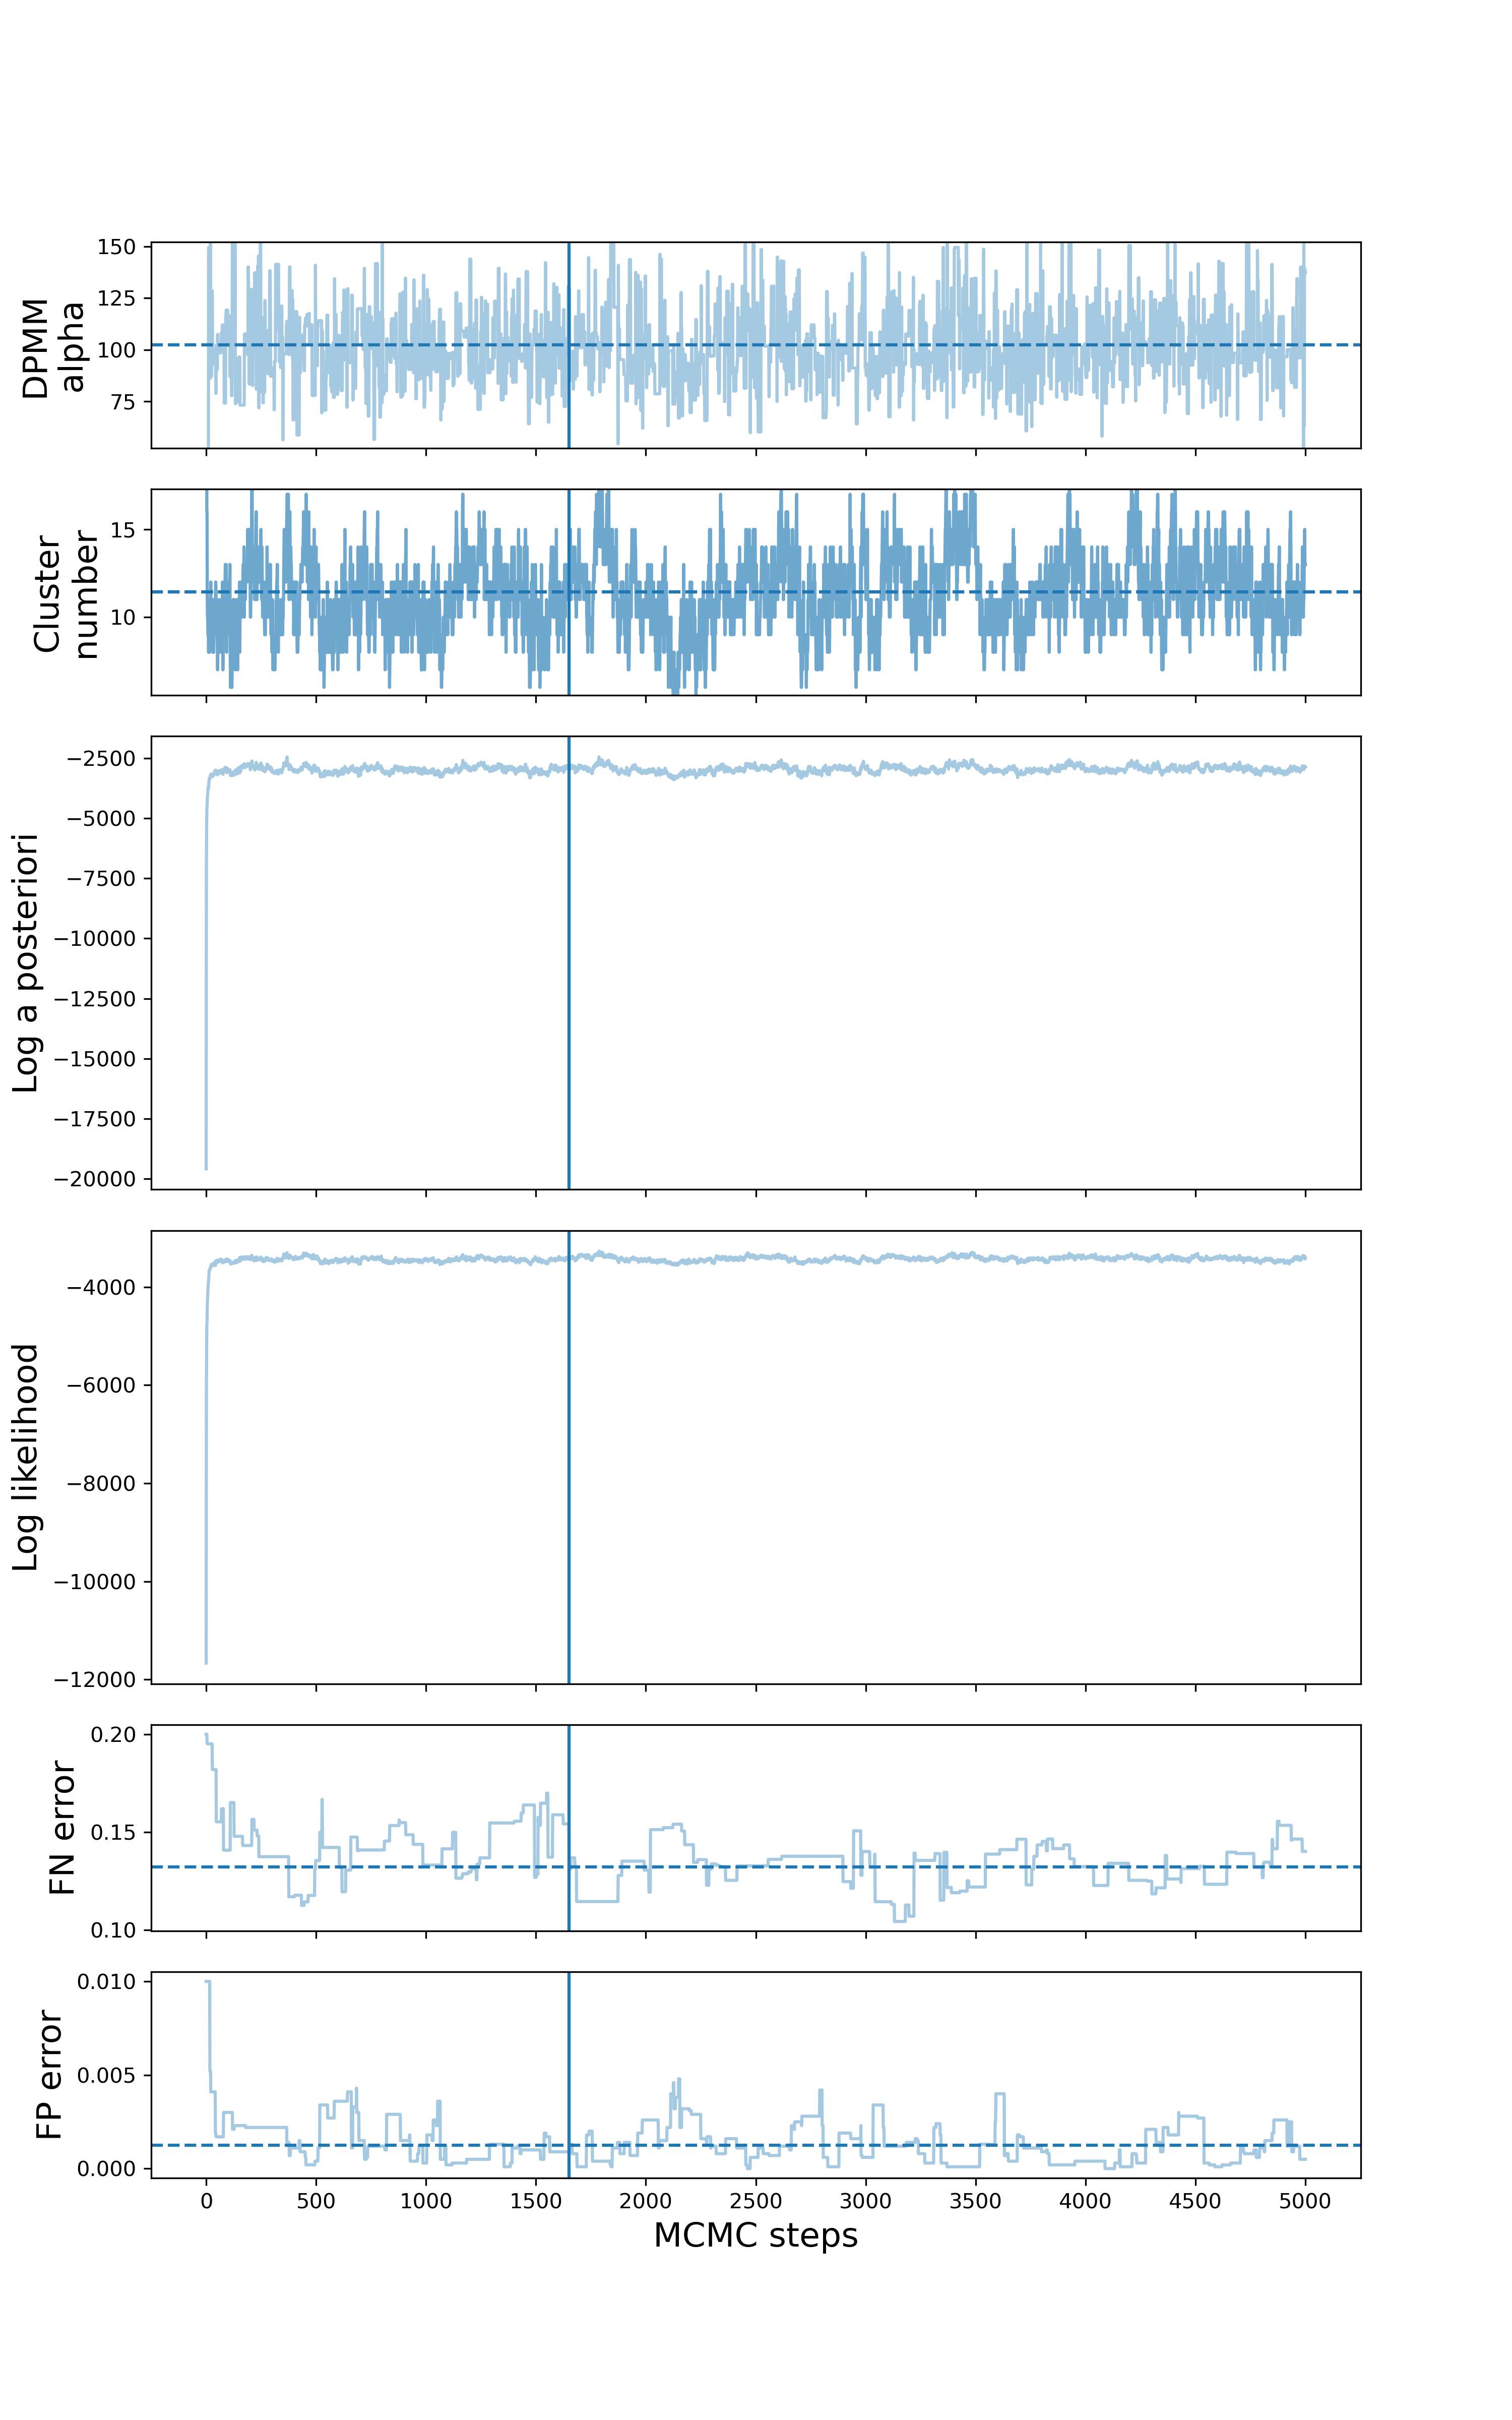 DPMM
alpha
150
125
100
75
Cluster
number
15
10
Log a posteriori
−2500
−5000
−7500
−10000
−12500
−15000
−17500
−20000
Log likelihood
−4000
−6000
−8000
−10000
−12000
FN error
0.20
0.15
0.10
FP error
0.010
0.005
0.000
0 500 1000 1500 2000 2500 3000 3500 4000 4500 5000
MCMC steps